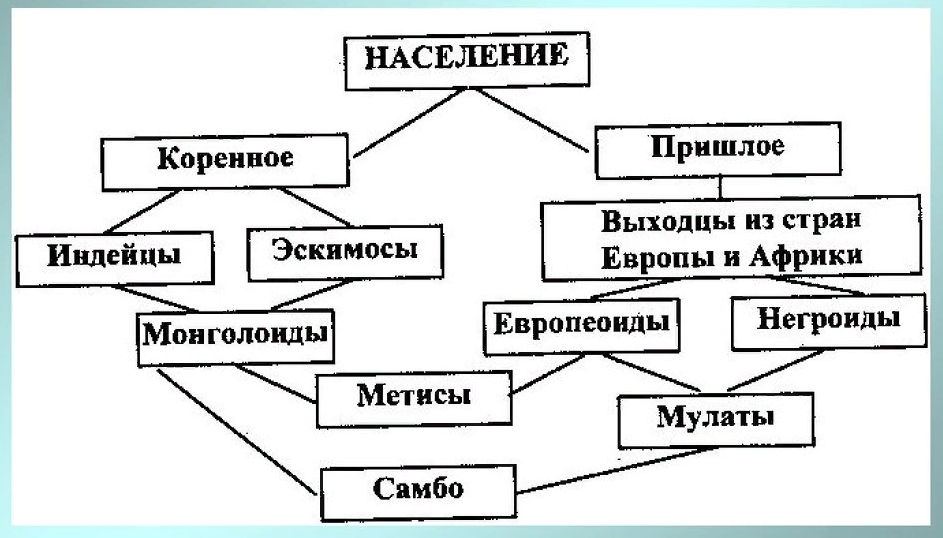 НАСЕЛЕНИЕ
Коренное
Пришлое
Индейцы
Эскимосы
Выходцы из стран
Европы и Африки
Монголоиды
Европеоиды
Негроиды
Метисы
Мулаты
Самбо